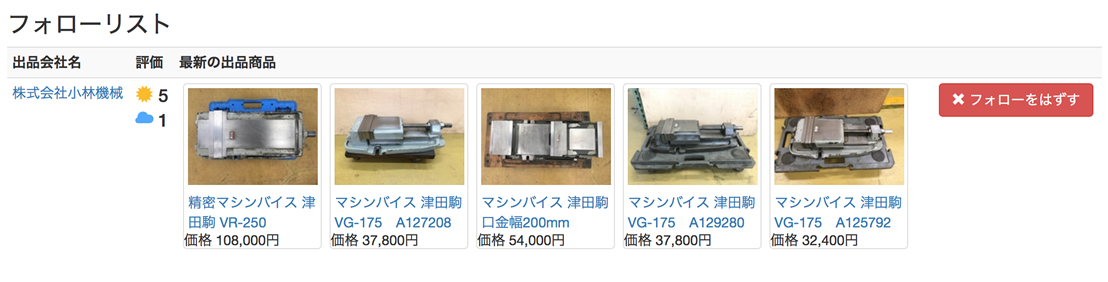 フォローリスト
出品会社名 評価 最新の出品商品
株式会社小林機械
5
1
精密マシンバイス 津
田駒 VR-250
価格 108,000円
マシンバイス 津田駒
VG-175 A127208
価格 37,800円
マシンバイス 津田駒
口金幅200mm
価格 54,000円
マシンバイス 津田駒
VG-175 A129280
価格 37,800円
マシンバイス 津田駒
VG-175 A125792
価格 32,400円
フォローをはずす